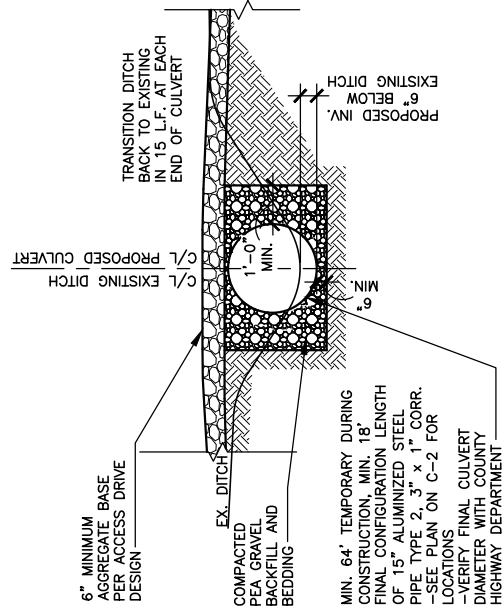 6" MINIMUM
AGGREGATE BASE
PER ACCESS DRIVE
DESIGN
EX. DITCH
COMPACTED
PEA GRAVEL
BACKFILL AND
BEDDING
MIN. 64' TEMPORARY DURING
CONSTRUCTION, MIN. 18'
FINAL CONFIGURATION LENGTH
OF 15" ALUMINIZED STEEL
PIPE TYPE 2, 3" x 1" CORR.
-SEE PLAN ON C-2 FOR
LOCATIONS
-VERIFY FINAL CULVERT
DIAMETER WITH COUNTY
HIGHWAY DEPARTMENT
C/L EXISTING DITCH
C/L PROPOSED CULVERT
1'-0"
MIN.
6"
MIN.
TRANSITION DITCH
BACK TO EXISTING
IN 15 L.F. AT EACH
END OF CULVERT
PROPOSED INV.
6" BELOW
EXISTING DITCH